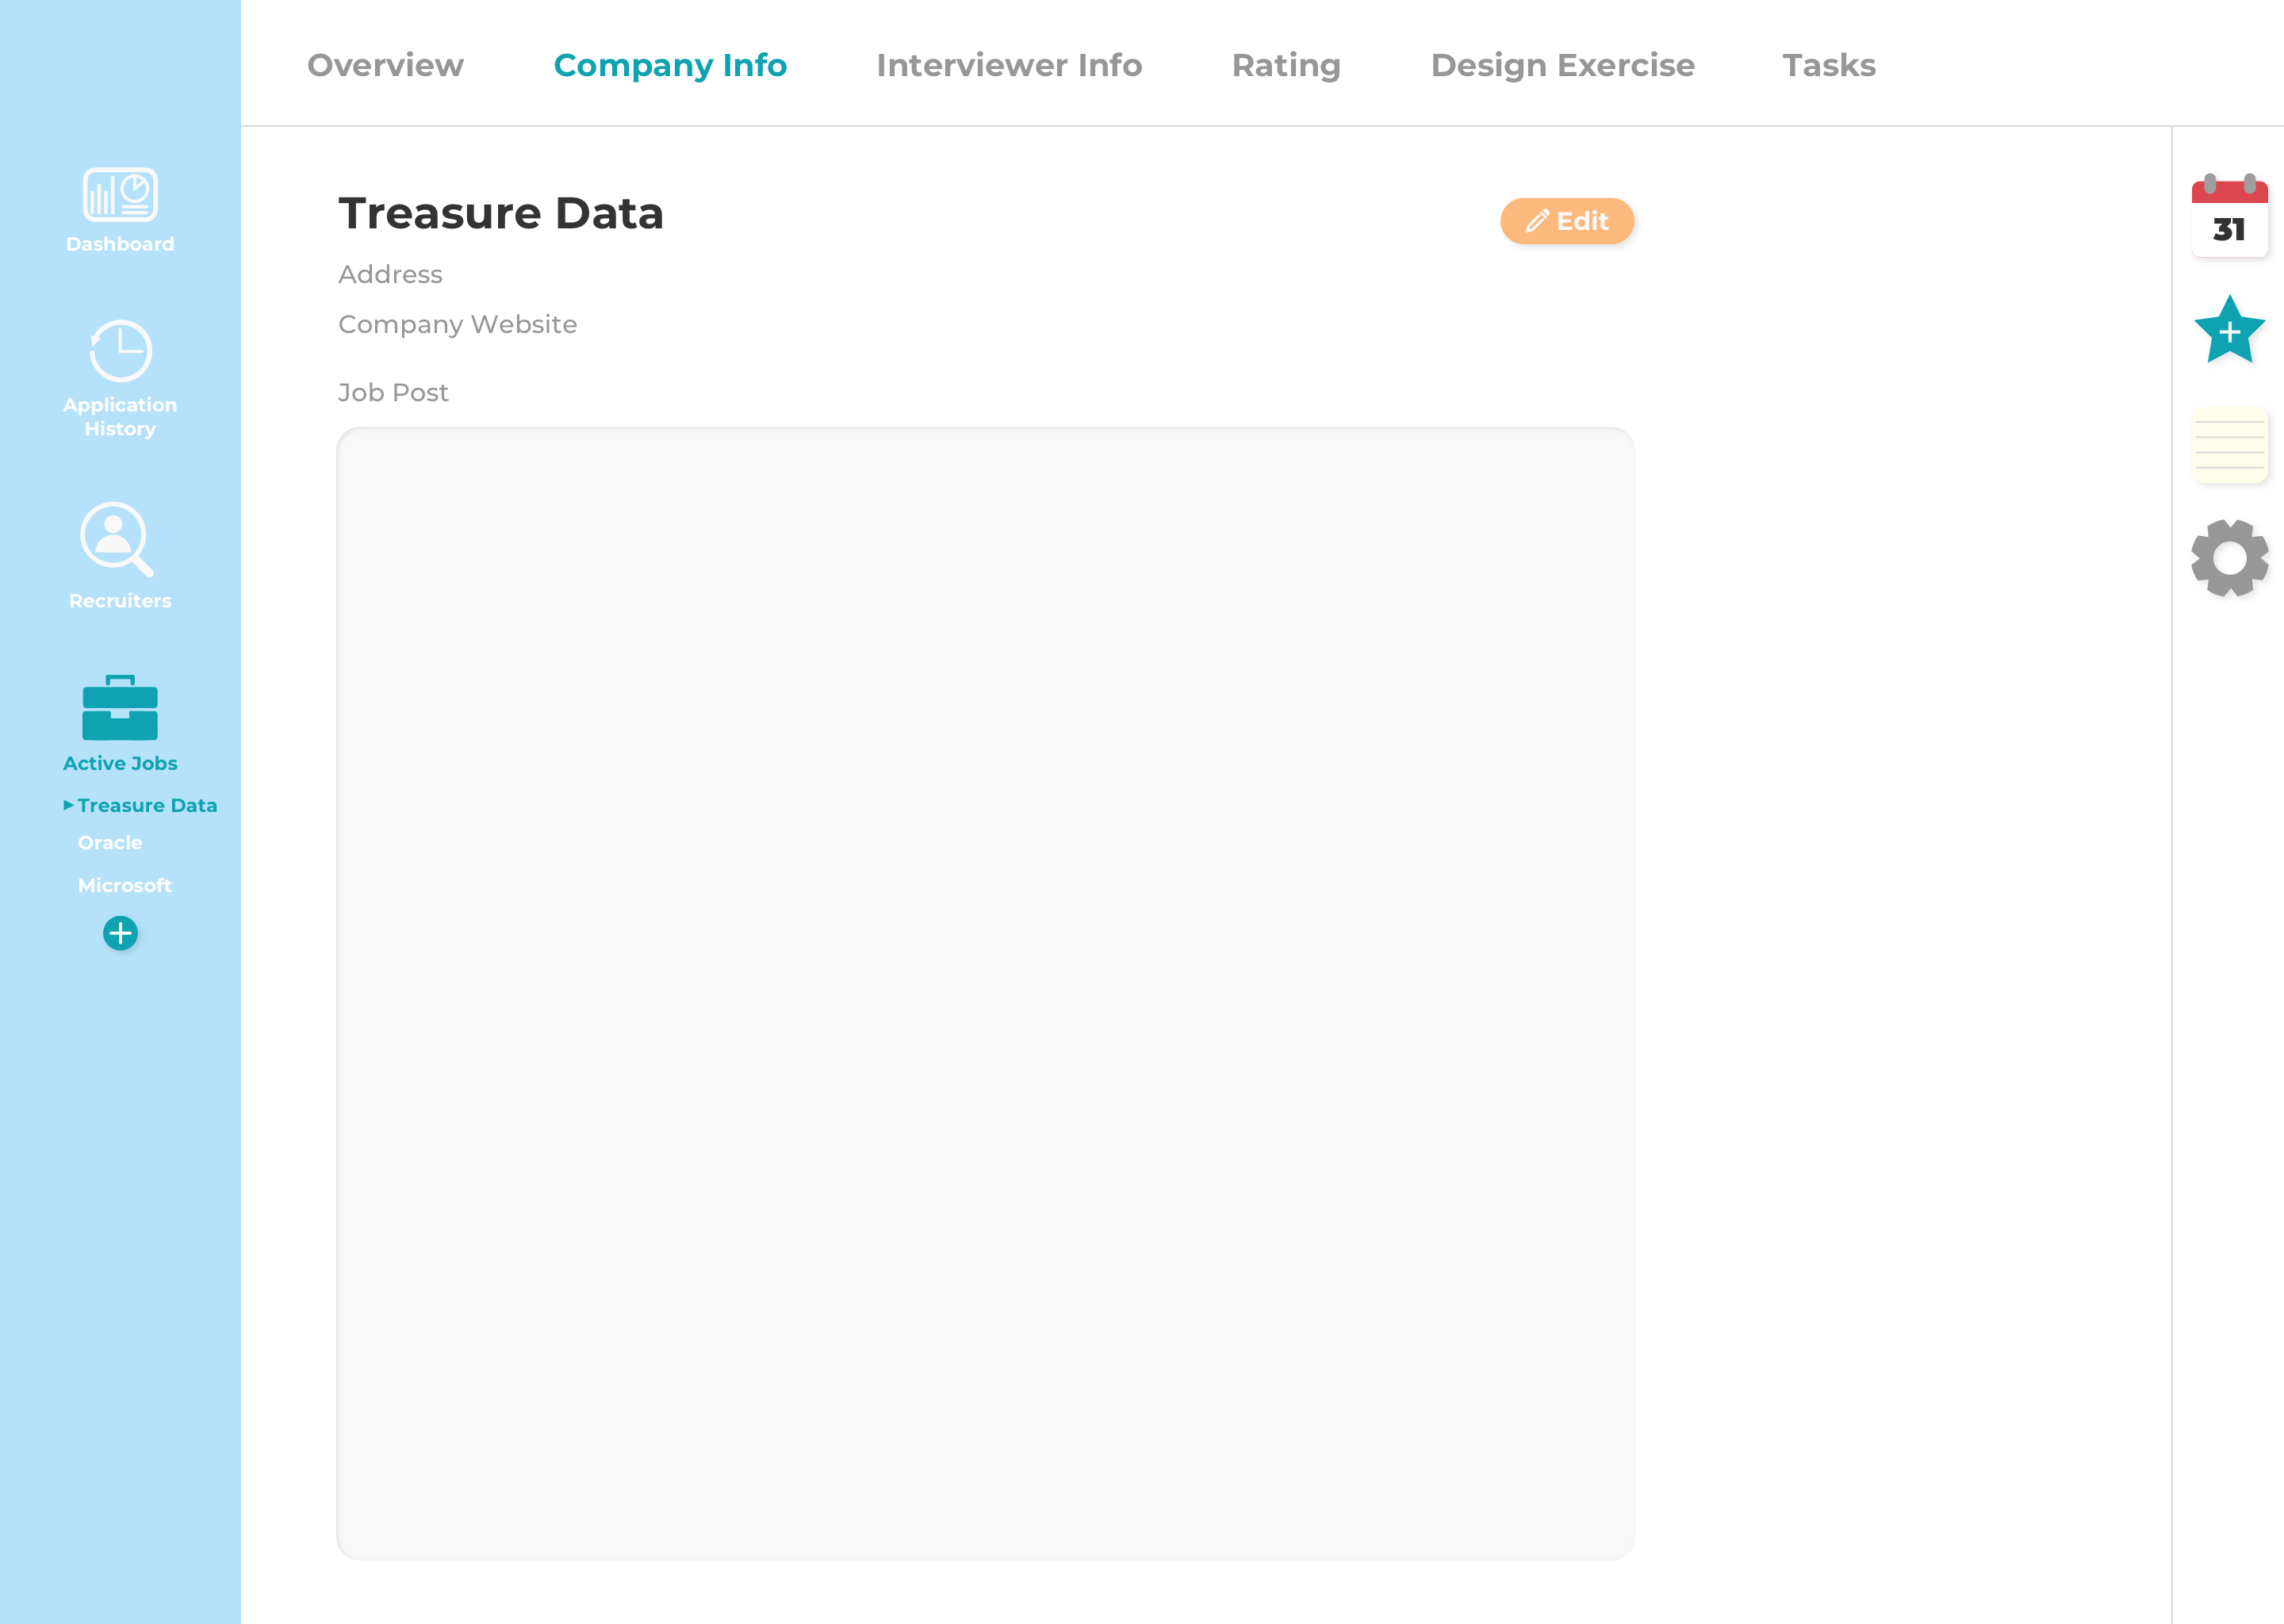 Overview
Company Info
Interviewer Info
Rating
Design Exercise
Tasks
Dashboard
Application
History
Recruiters
Active Jobs
Treasure Data
Oracle
Microsoft
Treasure Data
Edit
Address
Company Website
Job Post
31